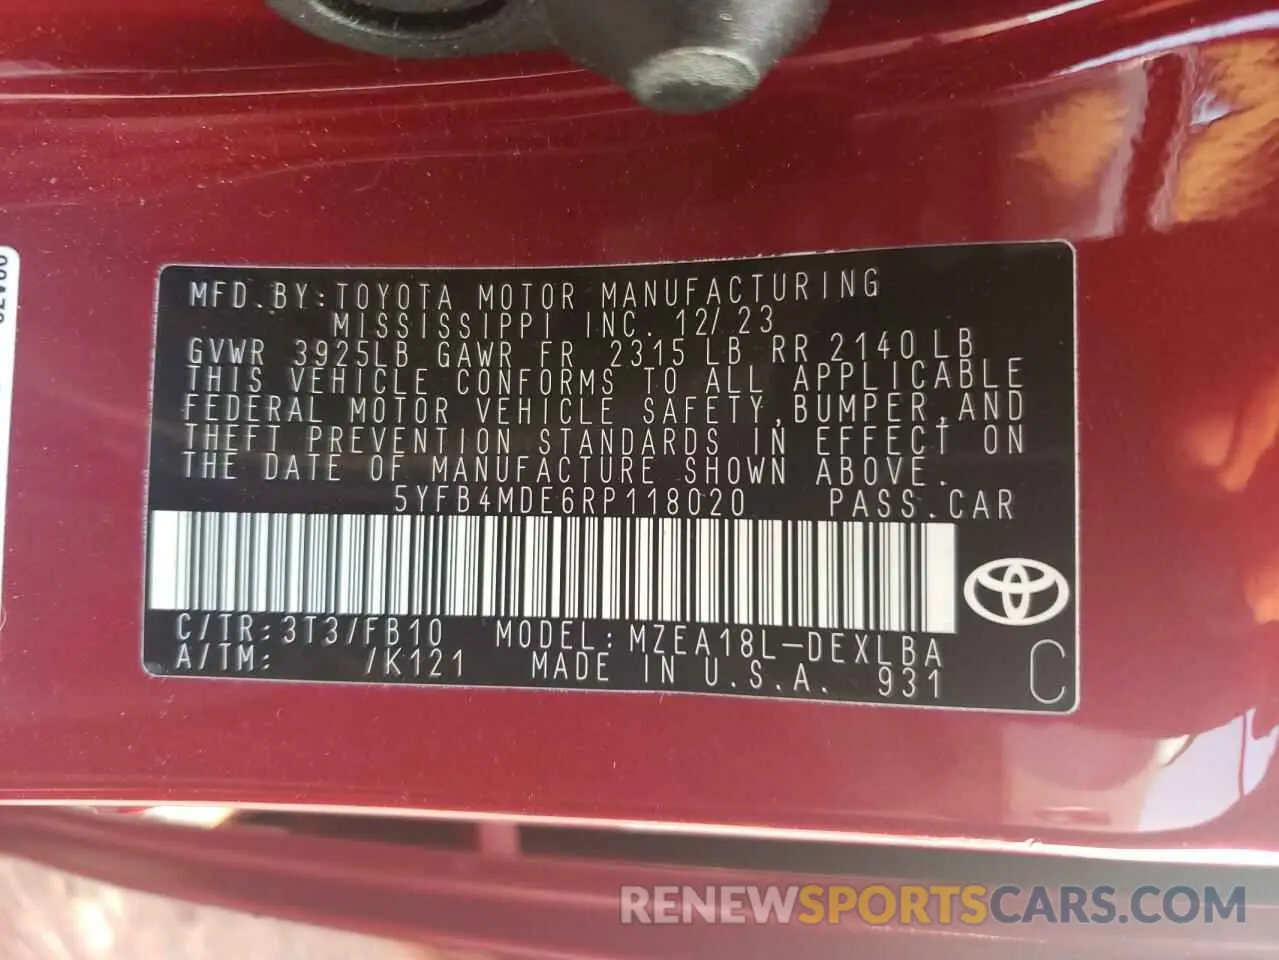 MFD.BY:TOYOTA MOTOR MANUFACTURING
MISSISSIPPI INC. 12/23
GVWR 3925LB GAWR FR 2315 LB RR 2140 LB
THIS VEHICLE CONFORMS TO ALL APPLICABLE
FEDERAL MOTOR VEHICLE SAFETY,BUMPER,AND
THEFT PREVENTION STANDARDS IN EFFECT ON
THE DATE OF MANUFACTURE SHOWN ABOVE.
5YFB4MDE6RP118020 PASS.CAR
C/TR:3T3/FB10 MODEL:MZEA18L-DEXLBA
A/TM: /K121 MADE IN U.S.A. 931
C
RENEWSPORTSCARS.COM